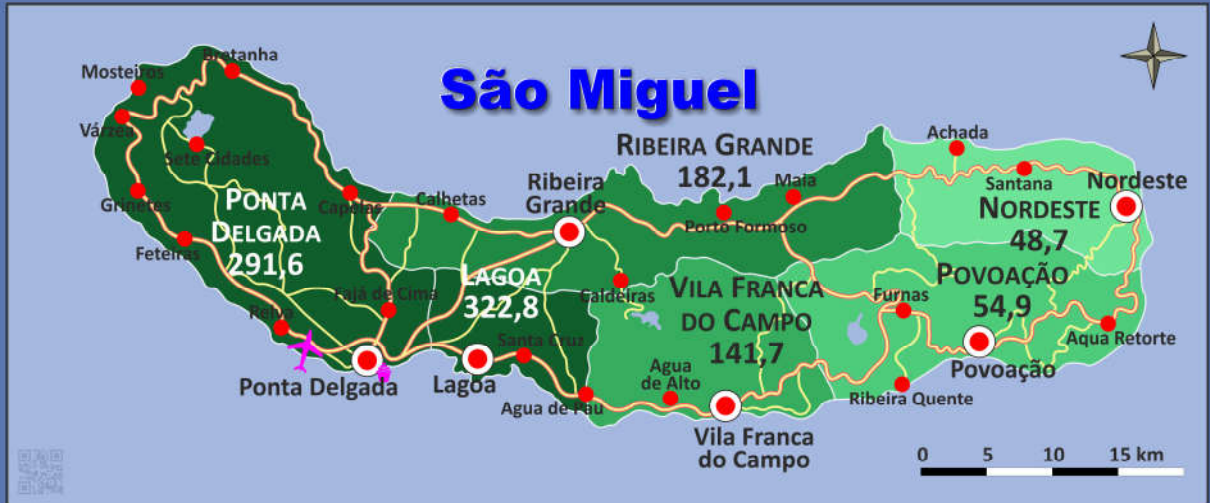 São Miguel
Bretanha
Mosteiros
Várzea
Sete Cidades
Grinetes
Feteiras
PONTA
DELGADA
291,6
Capelas
Calhetas
Ribeira
Grande
RIBEIRA GRANDE
182,1
Maia
Porto Formoso
Achada
Santana
Nordeste
NORDESTE
48,7
LAGOA
322,8
Fajá de Cima
Relva
Caldeiras
VILA FRANCA
DO CAMPO
141,7
Furnas
POVOAÇÃO
54,9
Aqua Retorte
Povoação
Ribeira Quente
Ponta Delgada
Lagoa
Santa Cruz
Agua de Pau
Agua
de Alto
Vila Franca
do Campo
0 5 10 15 km